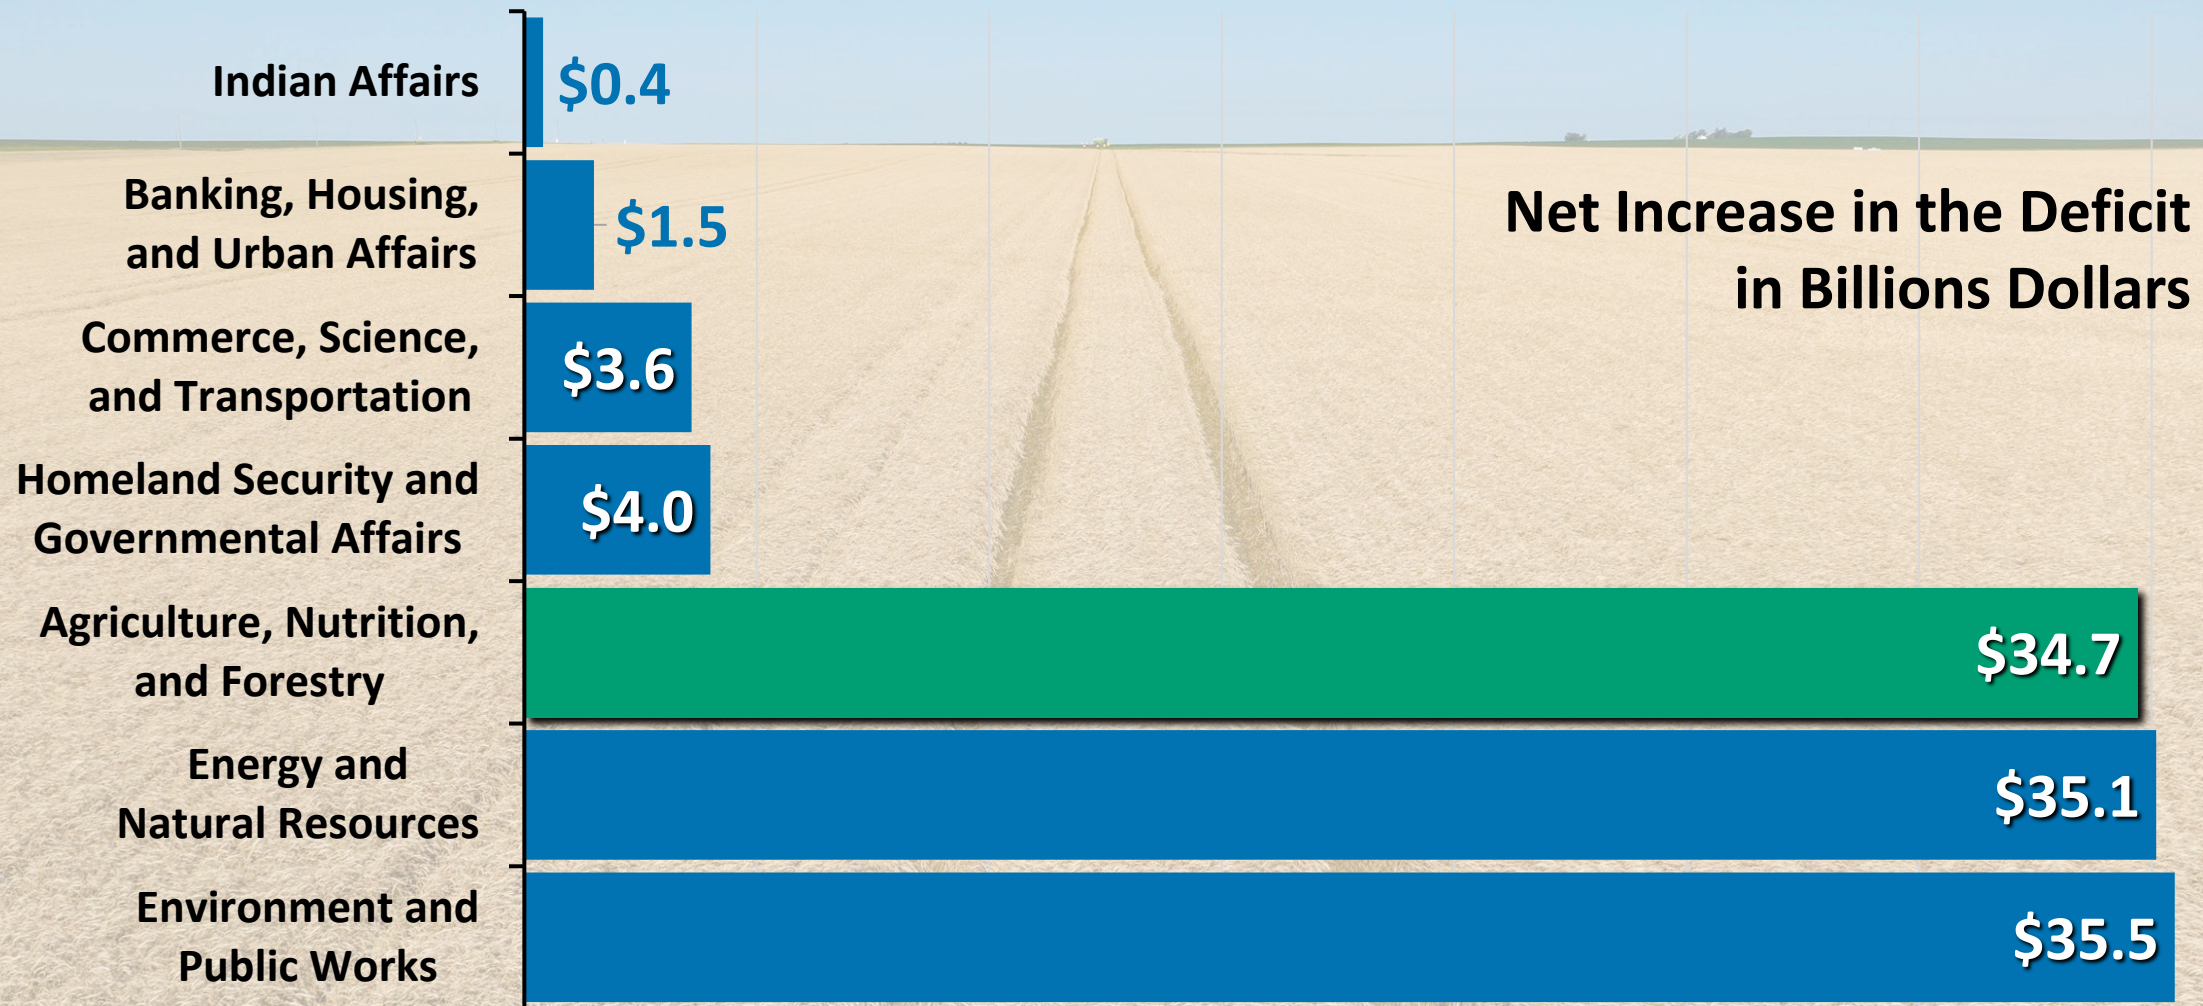 Indian Affairs
$0.4
Banking, Housing,
and Urban Affairs
$1.5
Net Increase in the Deficit
in Billions Dollars
Commerce, Science,
and Transportation
$3.6
Homeland Security and
Governmental Affairs
$4.0
Agriculture, Nutrition,
and Forestry
$34.7
Energy and
Natural Resources
$35.1
Environment and
Public Works
$35.5